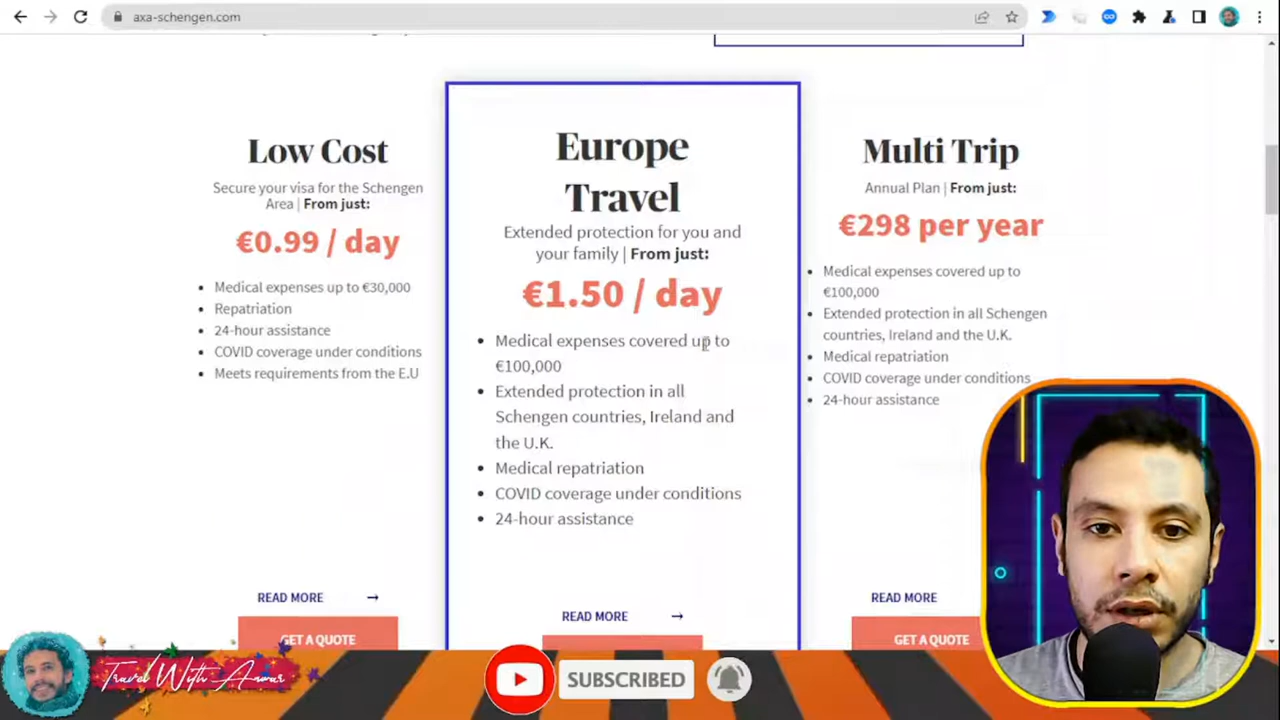 axa-schengen.com
Low Cost
Secure your visa for the Schengen
Area | From just:
€0.99 / day
Medical expenses up to €30,000
Repatriation
24-hour assistance
COVID coverage under conditions
Meets requirements from the E.U
READ MORE →
GET A QUOTE
Europe
Travel
Extended protection for you and
your family | From just:
€1.50 / day
Medical expenses covered up to
€100,000
Extended protection in all
Schengen countries, Ireland and
the U.K.
Medical repatriation
COVID coverage under conditions
24-hour assistance
READ MORE →
Multi Trip
Annual Plan | From just:
€298 per year
Medical expenses covered up to
€100,000
Extended protection in all Schengen
countries, Ireland and the U.K.
Medical repatriation
COVID coverage under conditions
24-hour assistance
READ MORE
GET A QUOTE
Travel With Anour
SUBSCRIBED